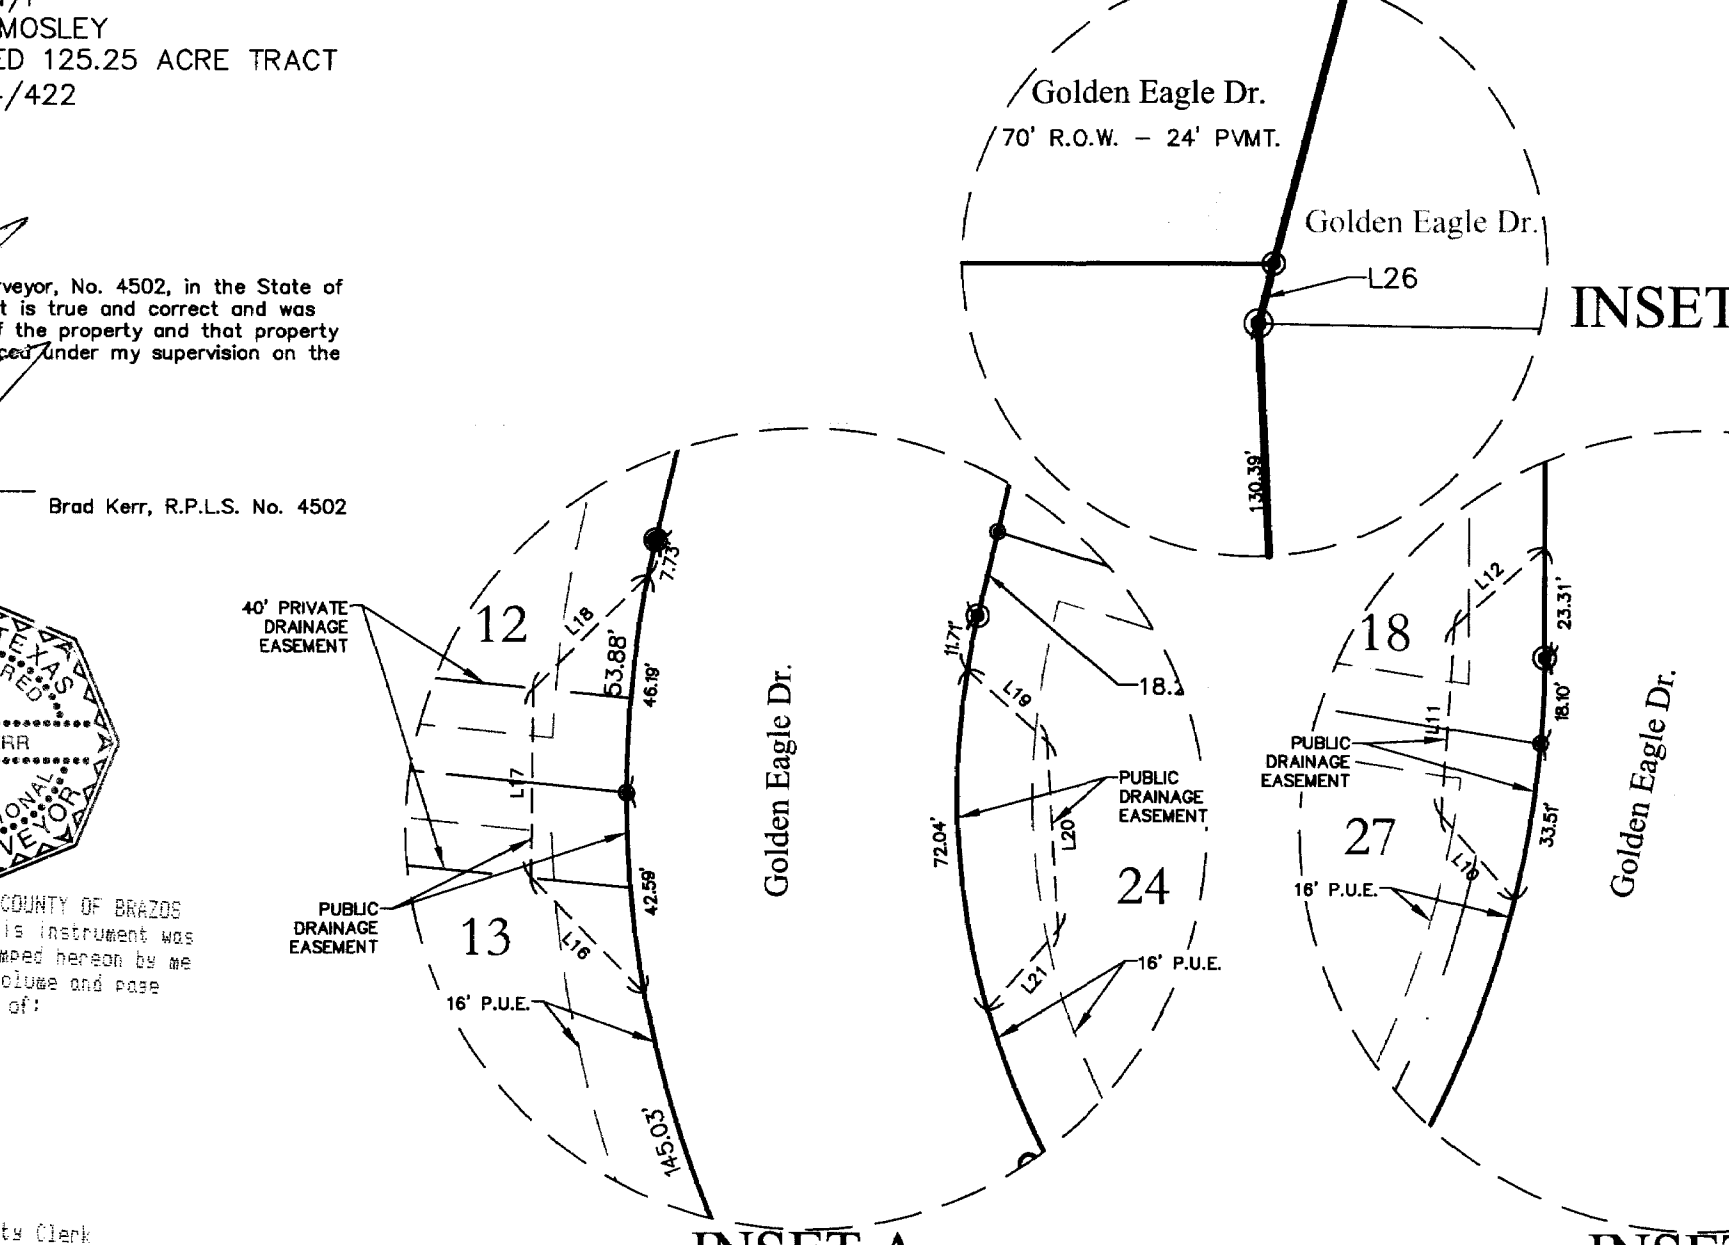 MOSLEY
125.25 ACRE TRACT
/422
Surveyor, No. 4502, in the State of
t is true and correct and was
the property and that property
under my supervision on the
Brad Kerr, R.P.L.S. No. 4502
TEXAS
RR
COUNTY OF BRAZOS
is instrument was
hereon by me
and page
of:
Clerk
Golden Eagle Dr.
70' R.O.W. - 24' PVMT.
Golden Eagle Dr.
L26
130.39'
INSET
7.73'
40' PRIVATE
DRAINAGE
EASEMENT
12
L18
53.88'
46.19'
L17
42.59'
PUBLIC
DRAINAGE
EASEMENT
13
L16
16' P.U.E.
145.03'
Golden Eagle Dr.
11.71'
18.
L19
72.04'
L20
PUBLIC
DRAINAGE
EASEMENT
24
L21
16' P.U.E.
INSET A
L12
18
23.31'
18.10'
L11
PUBLIC
DRAINAGE
EASEMENT
27
33.51'
L10
16' P.U.E.
Golden Eagle Dr.
INSET